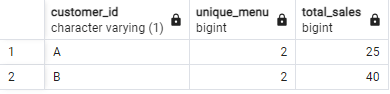 customer_id unique_menu total_sales
character varying (1) bigint bigint
1 A 2 25
2 B 2 40